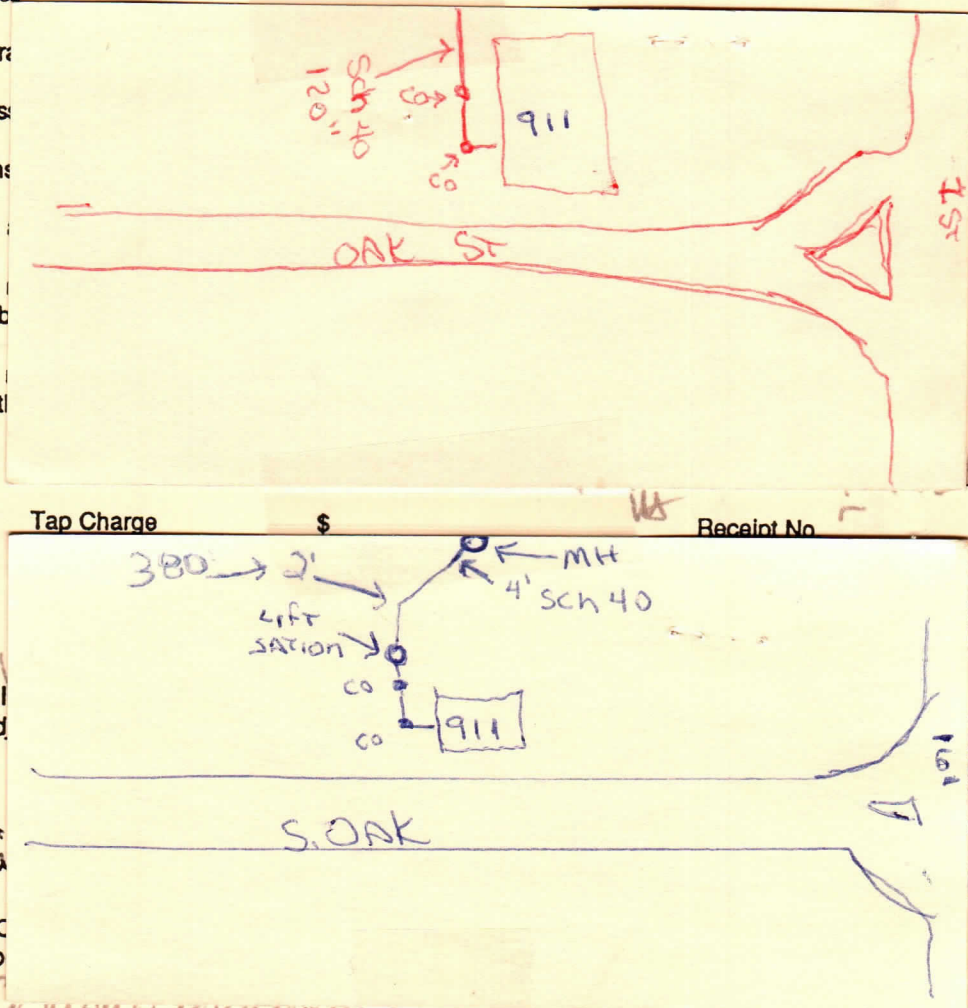 Sch 40
120'
CO
CO
911
OAK ST
1st
Tap Charge $ Receipt No
380 → 2'
MH
4' Sch 40
Lift
Sation
CO
CO
911
S. OAK